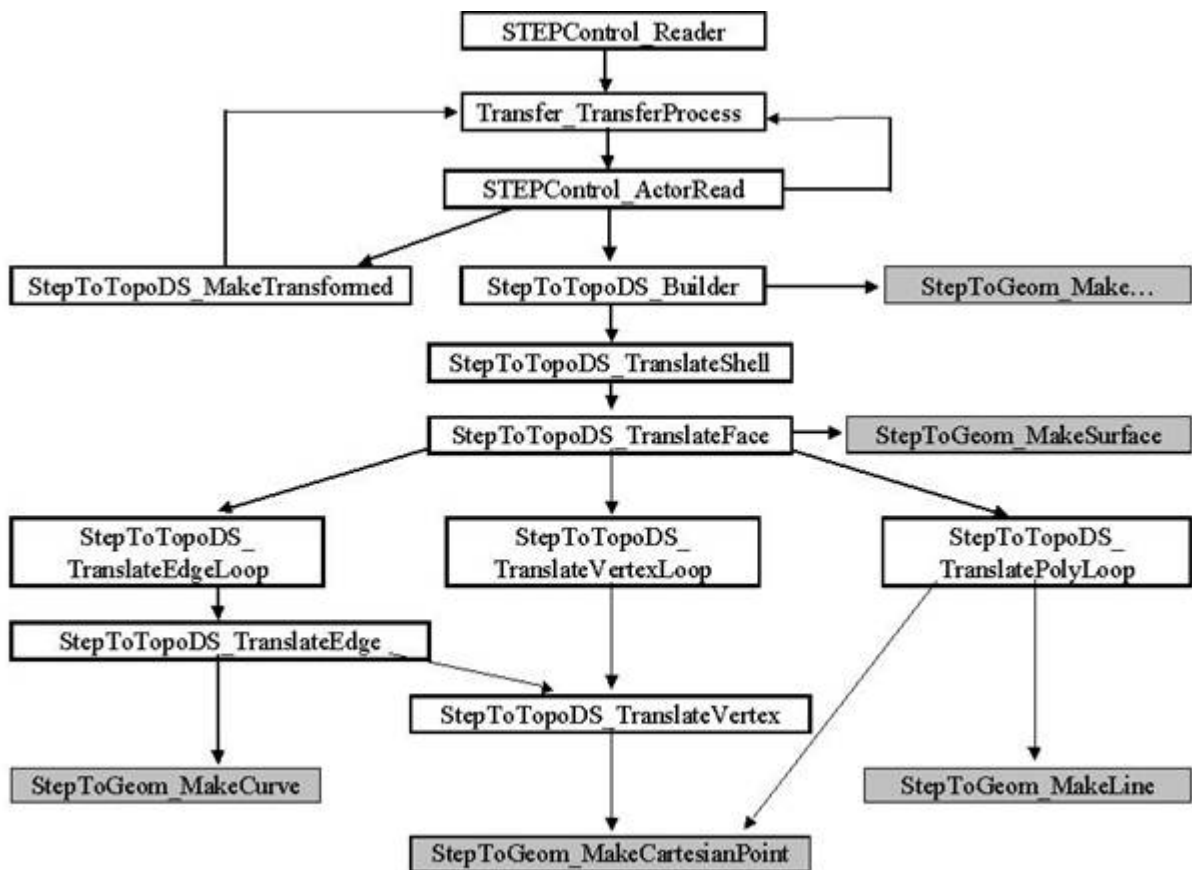 STEPControl_Reader
Transfer_TransferProcess
STEPControl_ActorRead
StepToTopoDS_MakeTransformed
StepToTopoDS_Builder
StepToGeom_Make…
StepToTopoDS_TranslateShell
StepToTopoDS_TranslateFace
StepToGeom_MakeSurface
StepToTopoDS_
TranslateEdgeLoop
StepToTopoDS_
TranslateVertexLoop
StepToTopoDS_
TranslatePolyLoop
StepToTopoDS_TranslateEdge
StepToTopoDS_TranslateVertex
StepToGeom_MakeCurve
StepToGeom_MakeLine
StepToGeom_MakeCartesianPoint